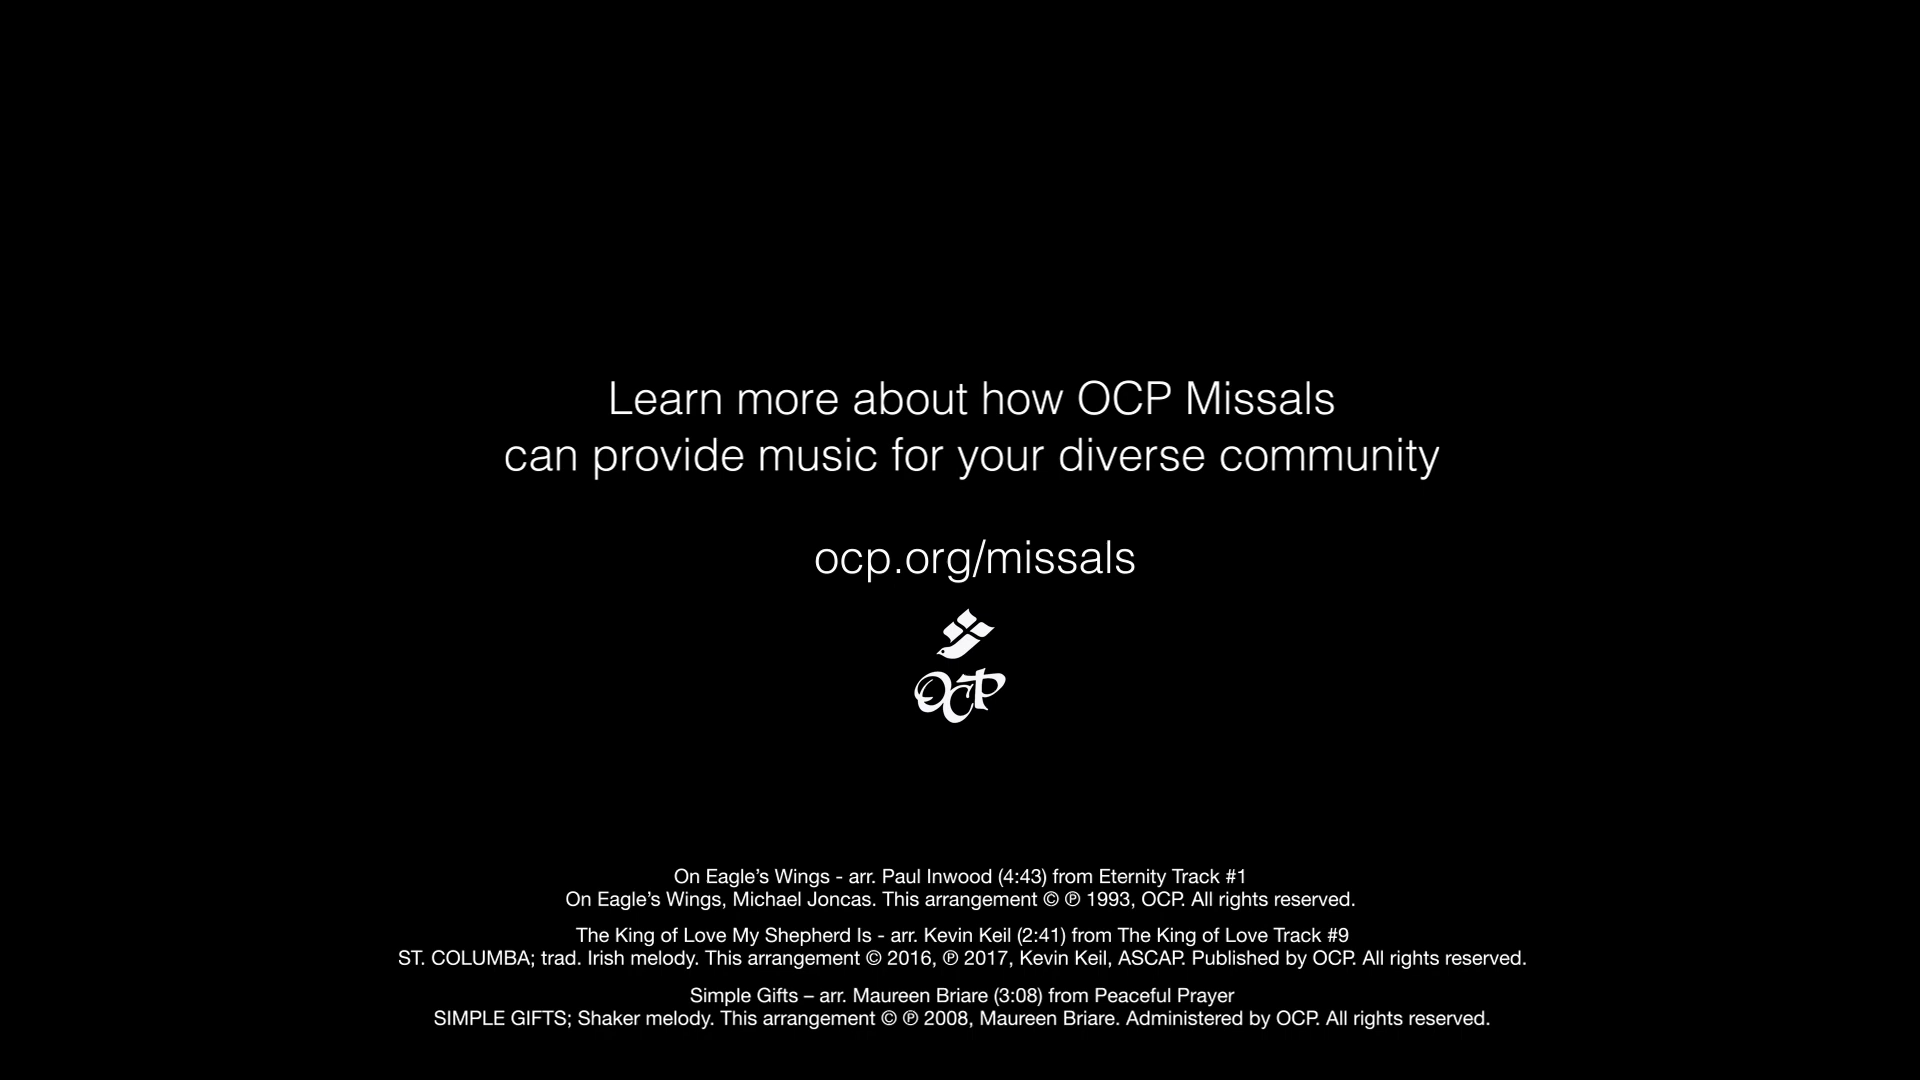 Learn more about how OCP Missals
can provide music for your diverse community
ocp.org/missals
OCP
On Eagle’s Wings - arr. Paul Inwood (4:43) from Eternity Track #1
On Eagle’s Wings, Michael Joncas. This arrangement © ℗ 1993, OCP. All rights reserved.
The King of Love My Shepherd Is - arr. Kevin Keil (2:41) from The King of Love Track #9
ST. COLUMBA; trad. Irish melody. This arrangement © 2016, ℗ 2017, Kevin Keil, ASCAP. Published by OCP. All rights reserved.
Simple Gifts – arr. Maureen Briare (3:08) from Peaceful Prayer
SIMPLE GIFTS; Shaker melody. This arrangement © ℗ 2008, Maureen Briare. Administered by OCP. All rights reserved.